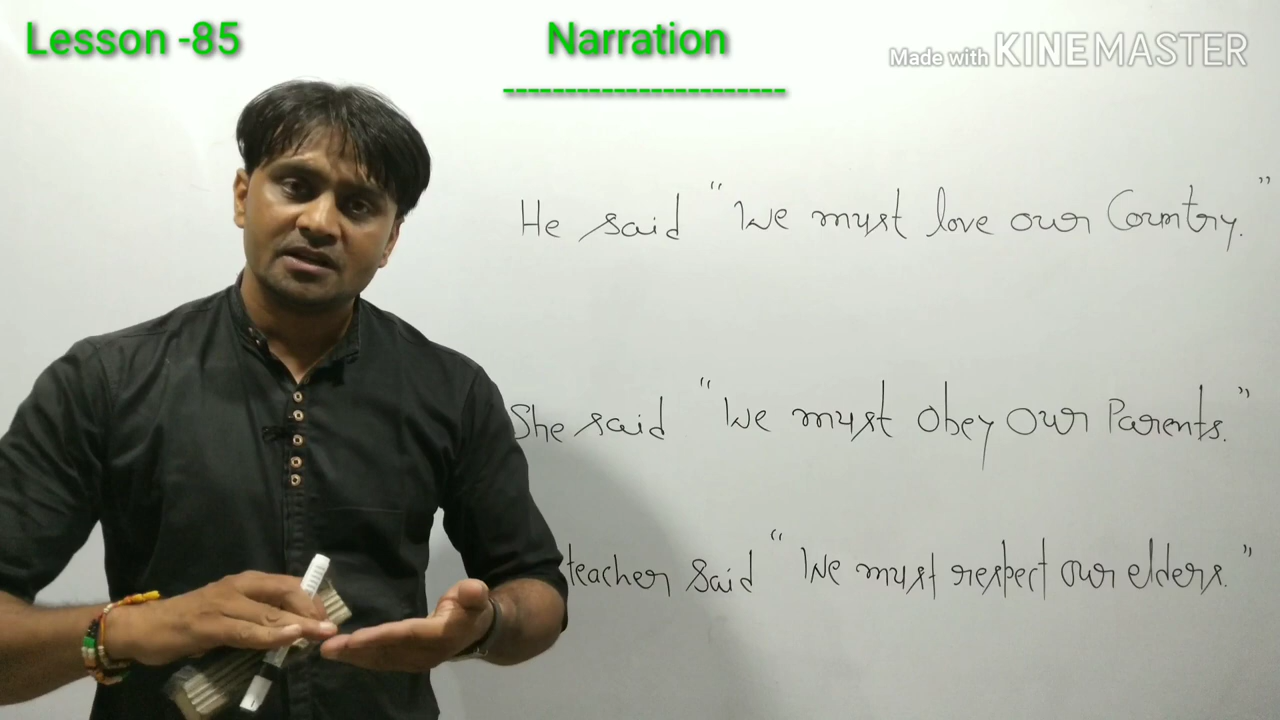 Lesson -85
Narration
Made with KINEMASTER
-----------------------
He said "We must love our Country."
She said "We must Obey Our Parents."
teacher said "We must respect our elders."